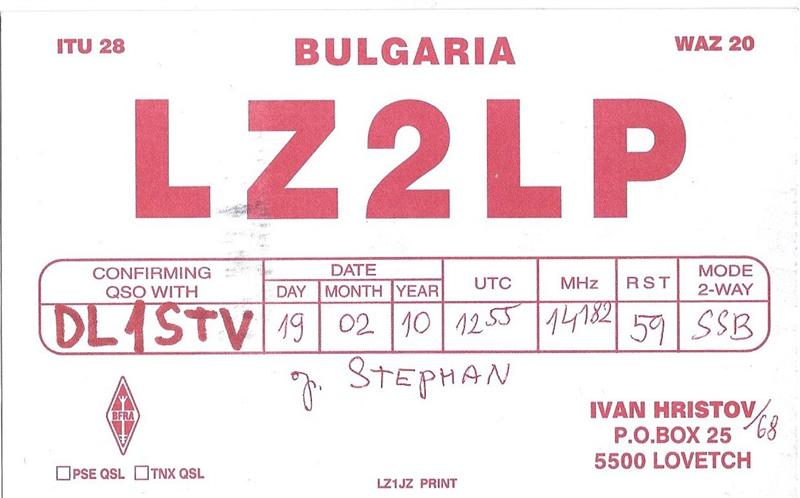 ITU 28 BULGARIA WAZ 20
LZ2LP
CONFIRMING QSO WITH DATE UTC MHz RST MODE 2-WAY
DAY MONTH YEAR
DL1STV 19 02 10 1255 14182 59 SSB
STEPHAN
BFRA
IVAN HRISTOV/68
P.O.BOX 25
5500 LOVETCH
PSE QSL TNX QSL
LZ1JZ PRINT